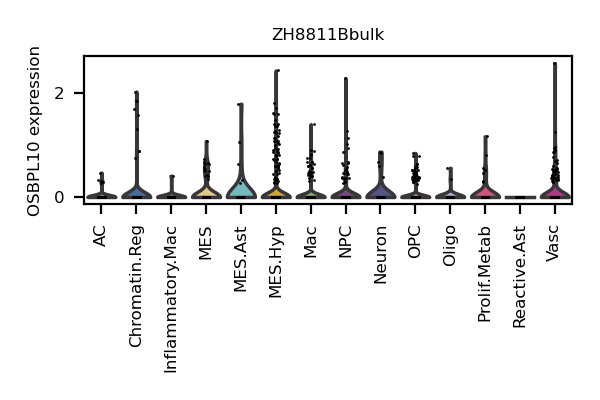 ZH8811Bbulk
OSBPL10 expression
2
0
AC
Chromatin.Reg
Inflammatory.Mac
MES
MES.Ast
MES.Hyp
Mac
NPC
Neuron
OPC
Oligo
Prolif.Metab
Reactive.Ast
Vasc